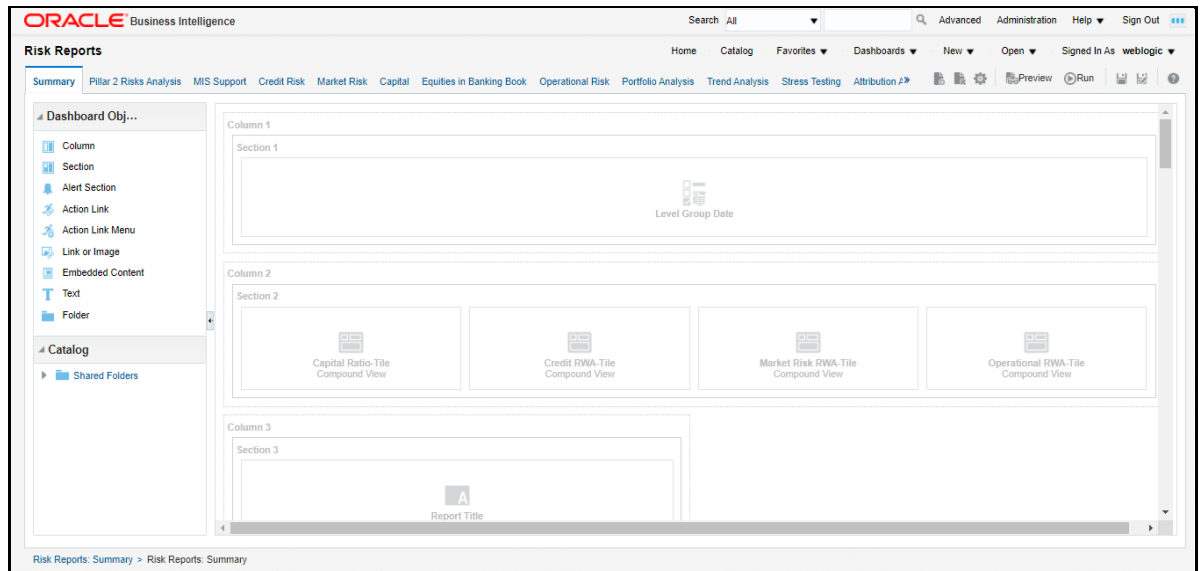 ORACLE Business Intelligence
Search All
Advanced Administration Help Sign Out
Risk Reports
Home Catalog Favorites Dashboards New Open Signed In As weblogic
Summary Pillar 2 Risks Analysis MIS Support Credit Risk Market Risk Capital Equities in Banking Book Operational Risk Portfolio Analysis Trend Analysis Stress Testing Attribution
Preview Run
Dashboard Obj...
Column
Section
Alert Section
Action Link
Action Link Menu
Link or Image
Embedded Content
T Text
Folder
Catalog
Shared Folders
Column 1
Section 1
Level Group Date
Column 2
Section 2
Capital Ratio-Tile
Compound View
Credit RWA-Tile
Compound View
Market Risk RWA-Tile
Compound View
Operational RWA-Tile
Compound View
Column 3
Section 3
A
Report Title
Risk Reports: Summary > Risk Reports: Summary